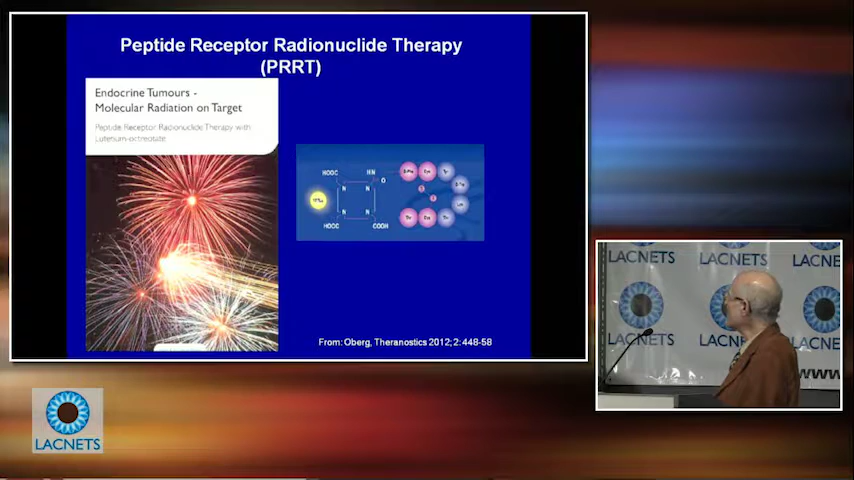 Peptide Receptor Radionuclide Therapy
(PRRT)
Endocrine Tumours -
Molecular Radiation on Target
Peptide Receptor Radionuclide Therapy with
Lutetium-octreotate
HOOC
HN
O
N
N
N
N
HOOC
COOH
From: Oberg, Theranostics 2012; 2: 448-58
LACNETS
LACNETS
LACNETS
LACNETS
LACNETS
www
LACNETS